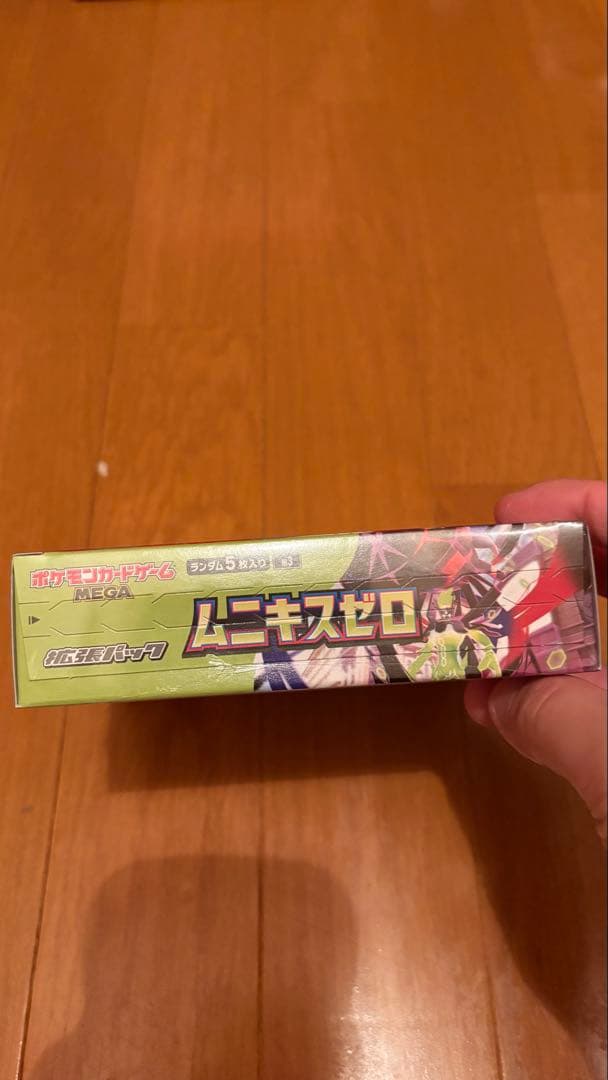 ポケモンカードゲーム
MEGA
ランダム5枚入り
拡張パック
ムニキスゼロ